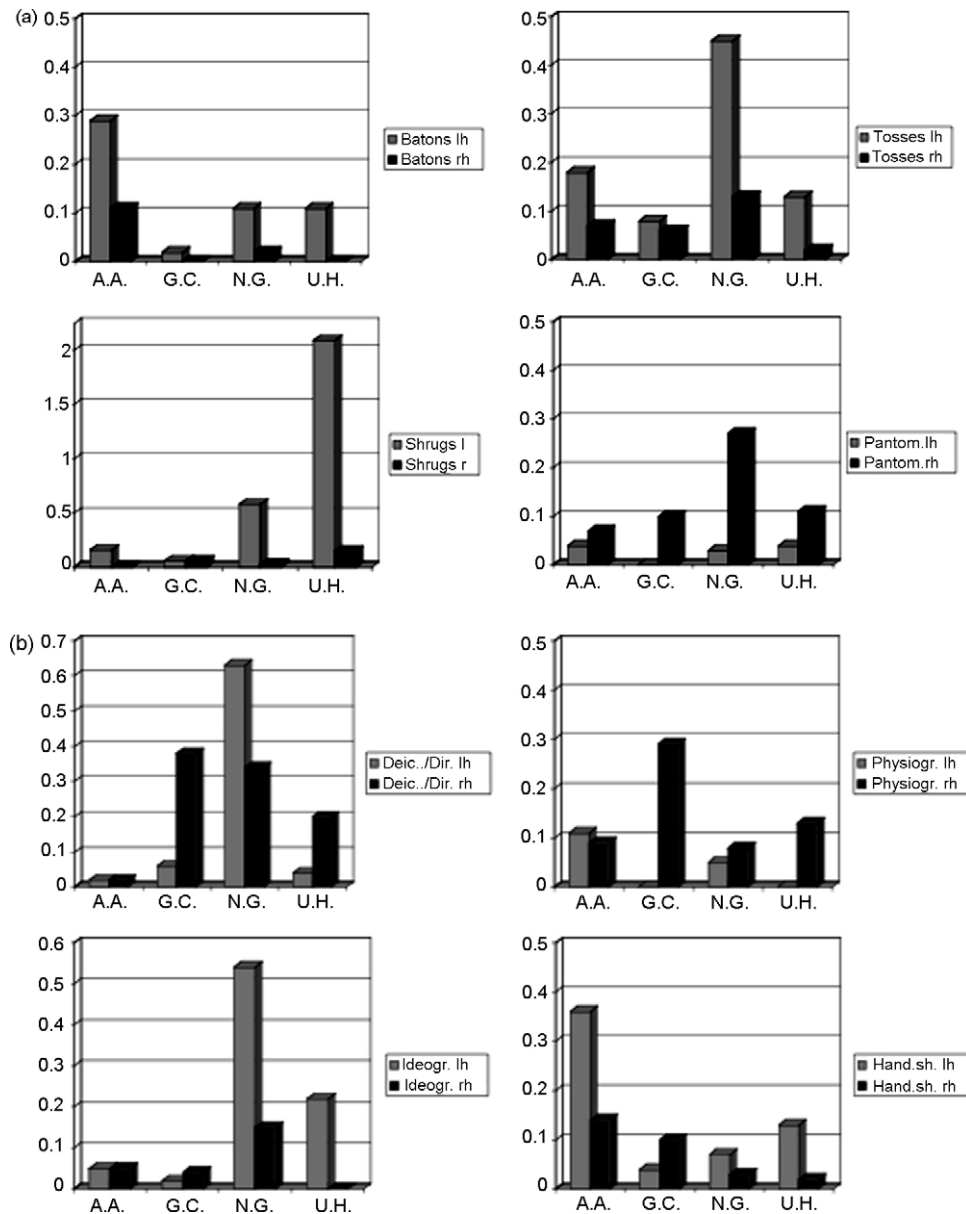 (a)
0.5
0.4
0.3
0.2
0.1
0
A.A. G.C. N.G. U.H.
Batons lh
Batons rh
0.5
0.4
0.3
0.2
0.1
0
A.A. G.C. N.G. U.H.
Tosses lh
Tosses rh
2
1.5
1
0.5
0
A.A. G.C. N.G. U.H.
Shrugs l
Shrugs r
0.5
0.4
0.3
0.2
0.1
0
A.A. G.C. N.G. U.H.
Pantom.lh
Pantom.rh
(b)
0.7
0.6
0.5
0.4
0.3
0.2
0.1
0
A.A. G.C. N.G. U.H.
Deic../Dir. lh
Deic../Dir. rh
0.5
0.4
0.3
0.2
0.1
0
A.A. G.C. N.G. U.H.
Physiogr. lh
Physiogr. rh
0.6
0.5
0.4
0.3
0.2
0.1
0
A.A. G.C. N.G. U.H.
Ideogr. lh
Ideogr. rh
0.5
0.4
0.3
0.2
0.1
0
A.A. G.C. N.G. U.H.
Hand.sh. lh
Hand.sh. rh